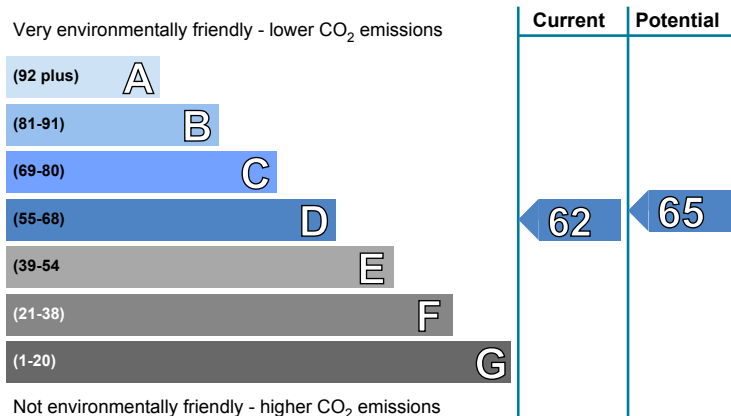 Very environmentally friendly - lower CO₂ emissions
Current Potential
(92 plus) A
(81-91) B
(69-80) C
(55-68) D
62 65
(39-54 E
(21-38) F
(1-20) G
Not environmentally friendly - higher CO₂ emissions